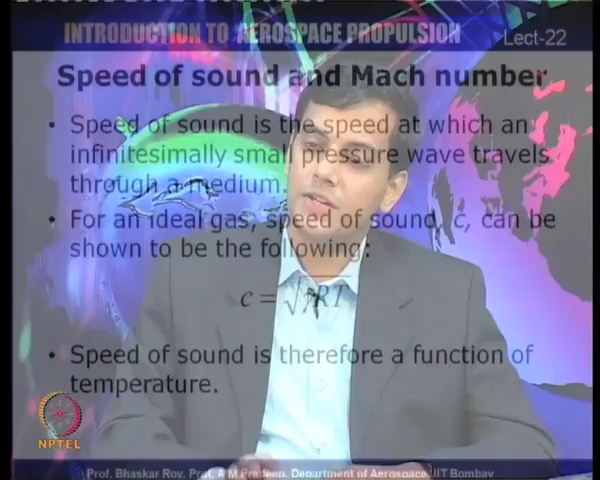 INTRODUCTION TO AEROSPACE PROPULSION
Lect-22
Speed of sound and Mach number
• Speed of sound is the speed at which an
infinitesimally small pressure wave travels
through a medium.
• For an ideal gas, speed of sound, c, can be
shown to be the following:
c = √γRT
• Speed of sound is therefore a function of
temperature.
NPTEL
Prof. Bhaskar Roy, Prof. A M Pradeep, Department of Aerospace, IIT Bombay